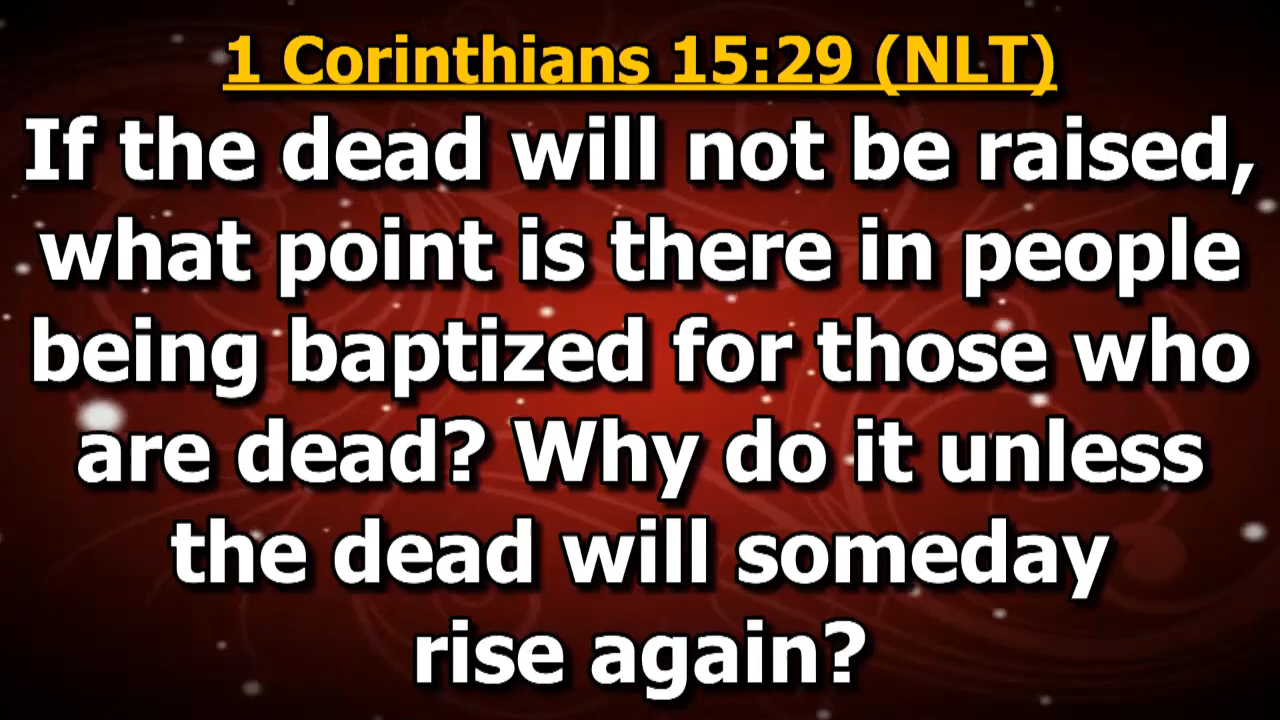 1 Corinthians 15:29 (NLT)
If the dead will not be raised,
what point is there in people
being baptized for those who
are dead? Why do it unless
the dead will someday
rise again?